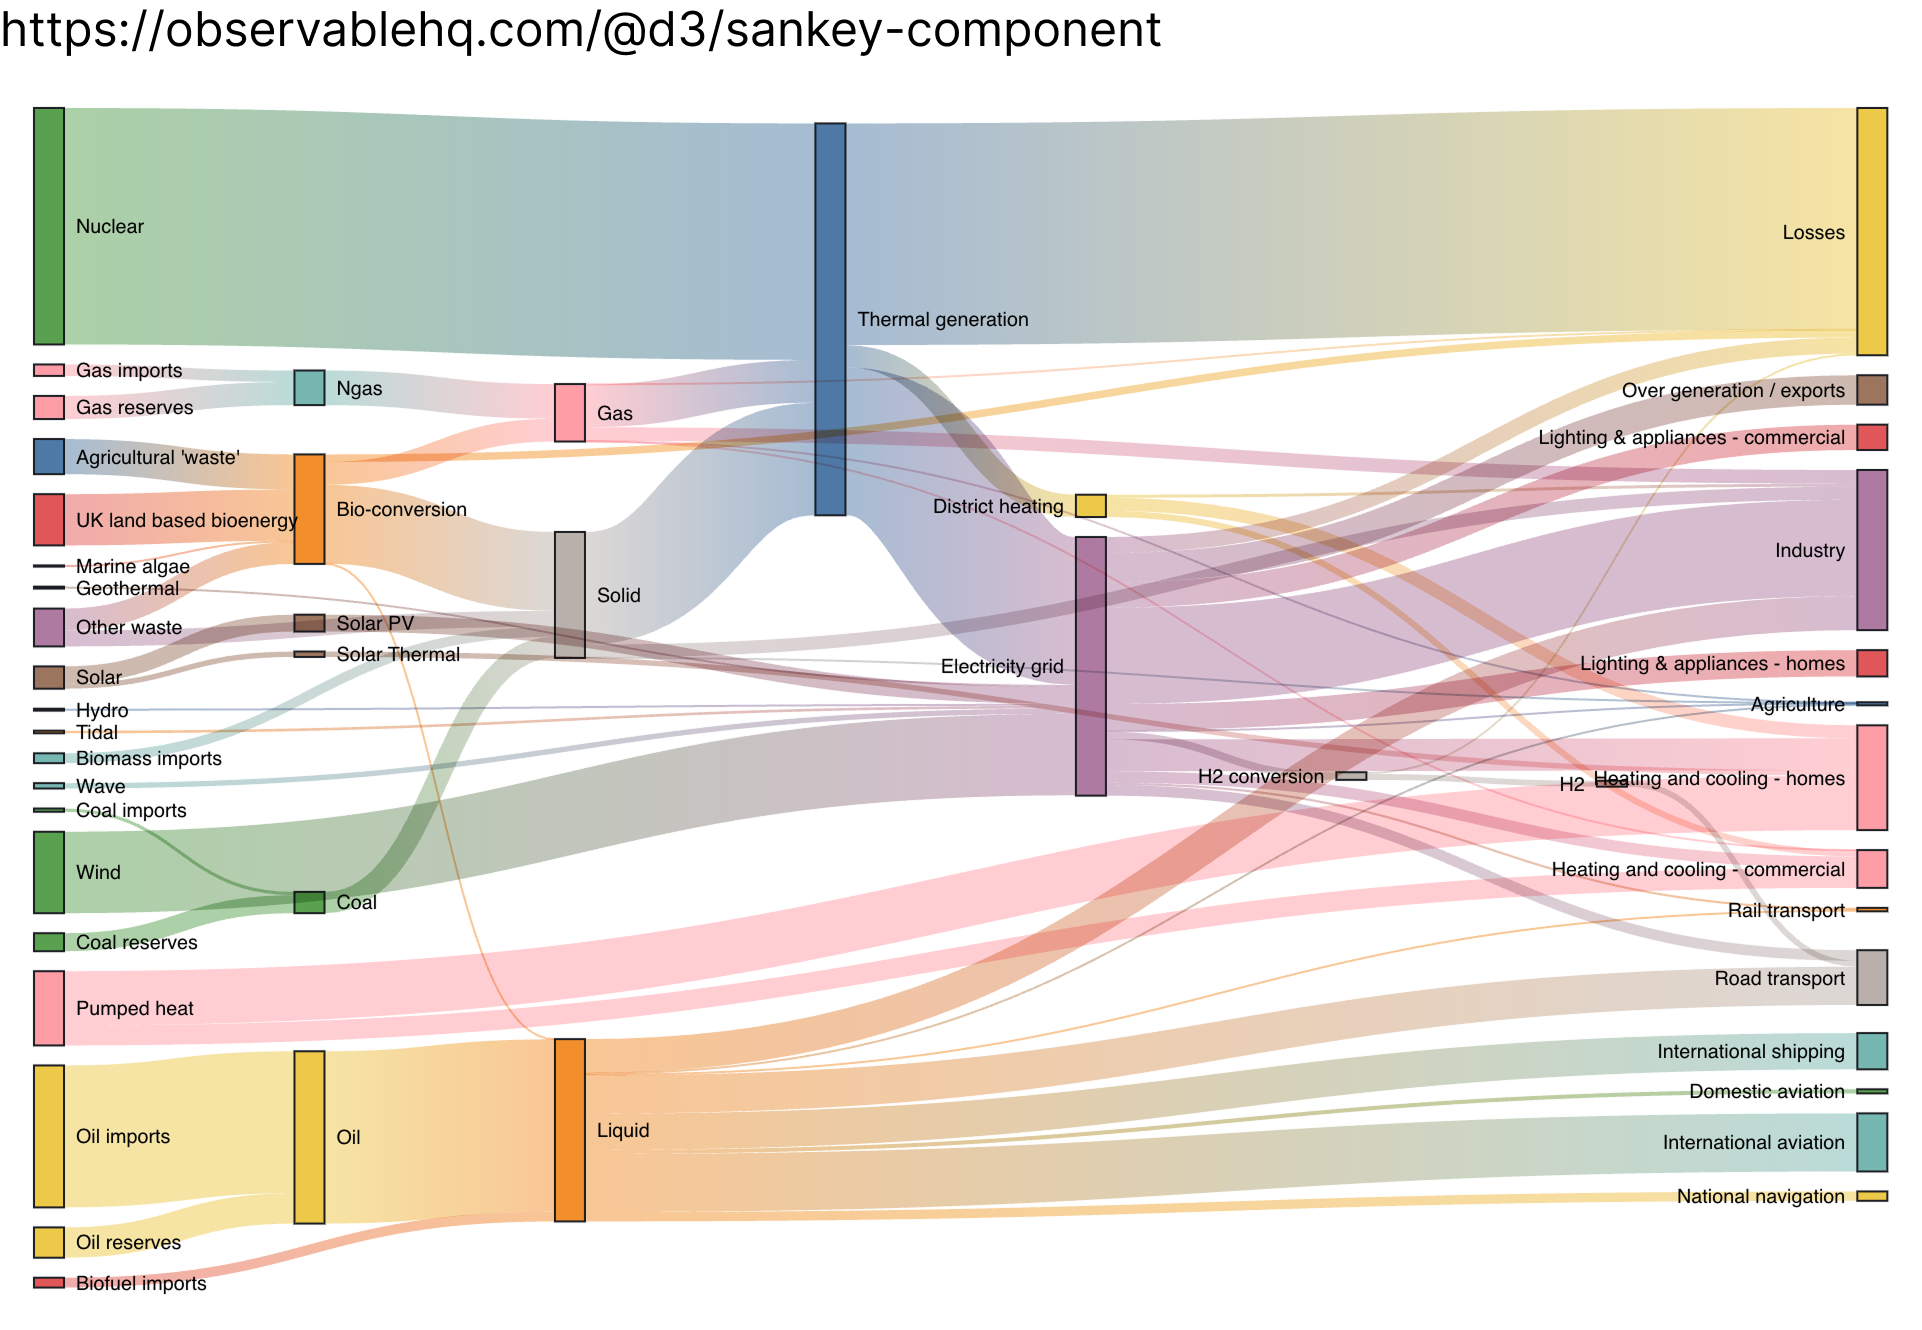 https://observablehq.com/@d3/sankey-component
Nuclear
Gas imports
Gas reserves
Agricultural 'waste'
UK land based bioenergy
Marine algae
Geothermal
Other waste
Solar
Hydro
Tidal
Biomass imports
Wave
Coal imports
Wind
Coal reserves
Pumped heat
Oil imports
Oil reserves
Biofuel imports
Ngas
Bio-conversion
Solar PV
Solar Thermal
Coal
Oil
Gas
Solid
Liquid
Thermal generation
District heating
Electricity grid
H2 conversion
H2
Losses
Over generation / exports
Lighting & appliances - commercial
Industry
Lighting & appliances - homes
Agriculture
Heating and cooling - homes
Heating and cooling - commercial
Rail transport
Road transport
International shipping
Domestic aviation
International aviation
National navigation